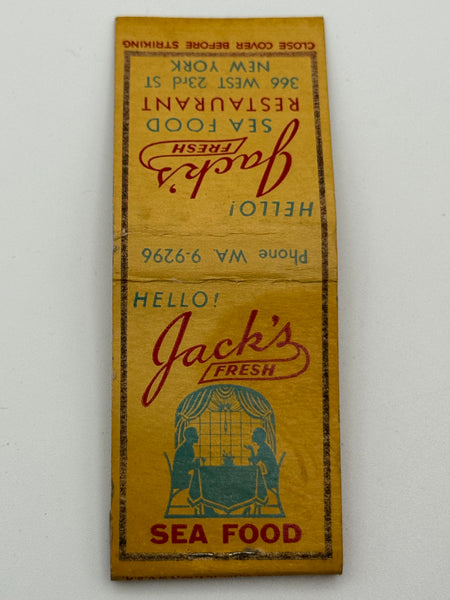 CLOSE COVER BEFORE STRIKING
HELLO!
Jack's
FRESH
SEA FOOD
RESTAURANT
366 WEST 23rd ST
NEW YORK
Phone WA 9-9296
HELLO!
Jack's
FRESH
SEA FOOD